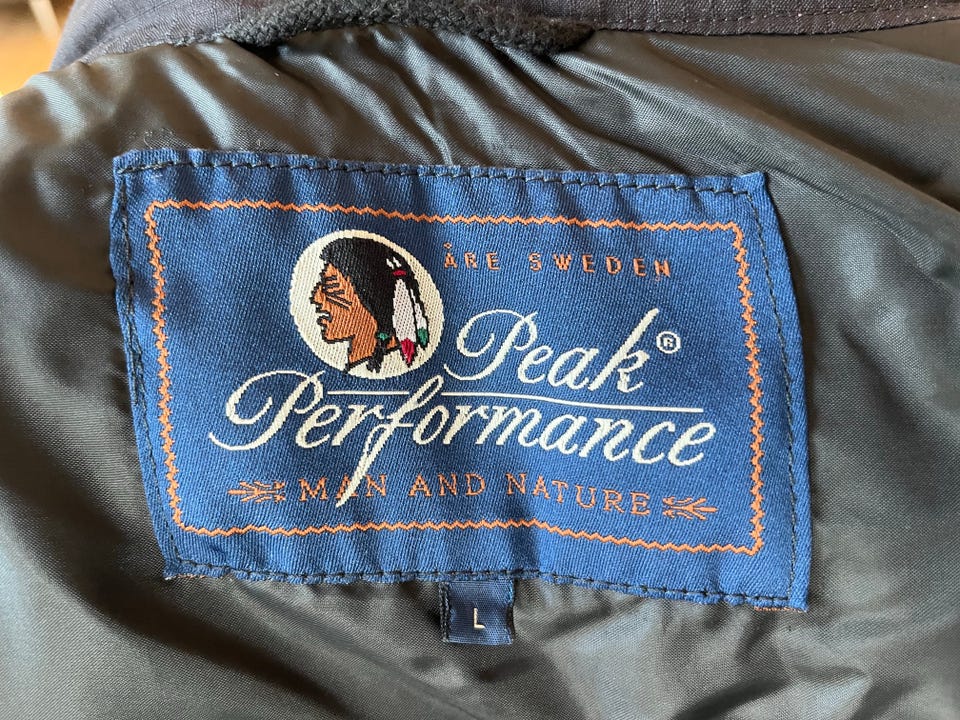 ÅRE SWEDEN
Peak®
Performance
MAN AND NATURE
L